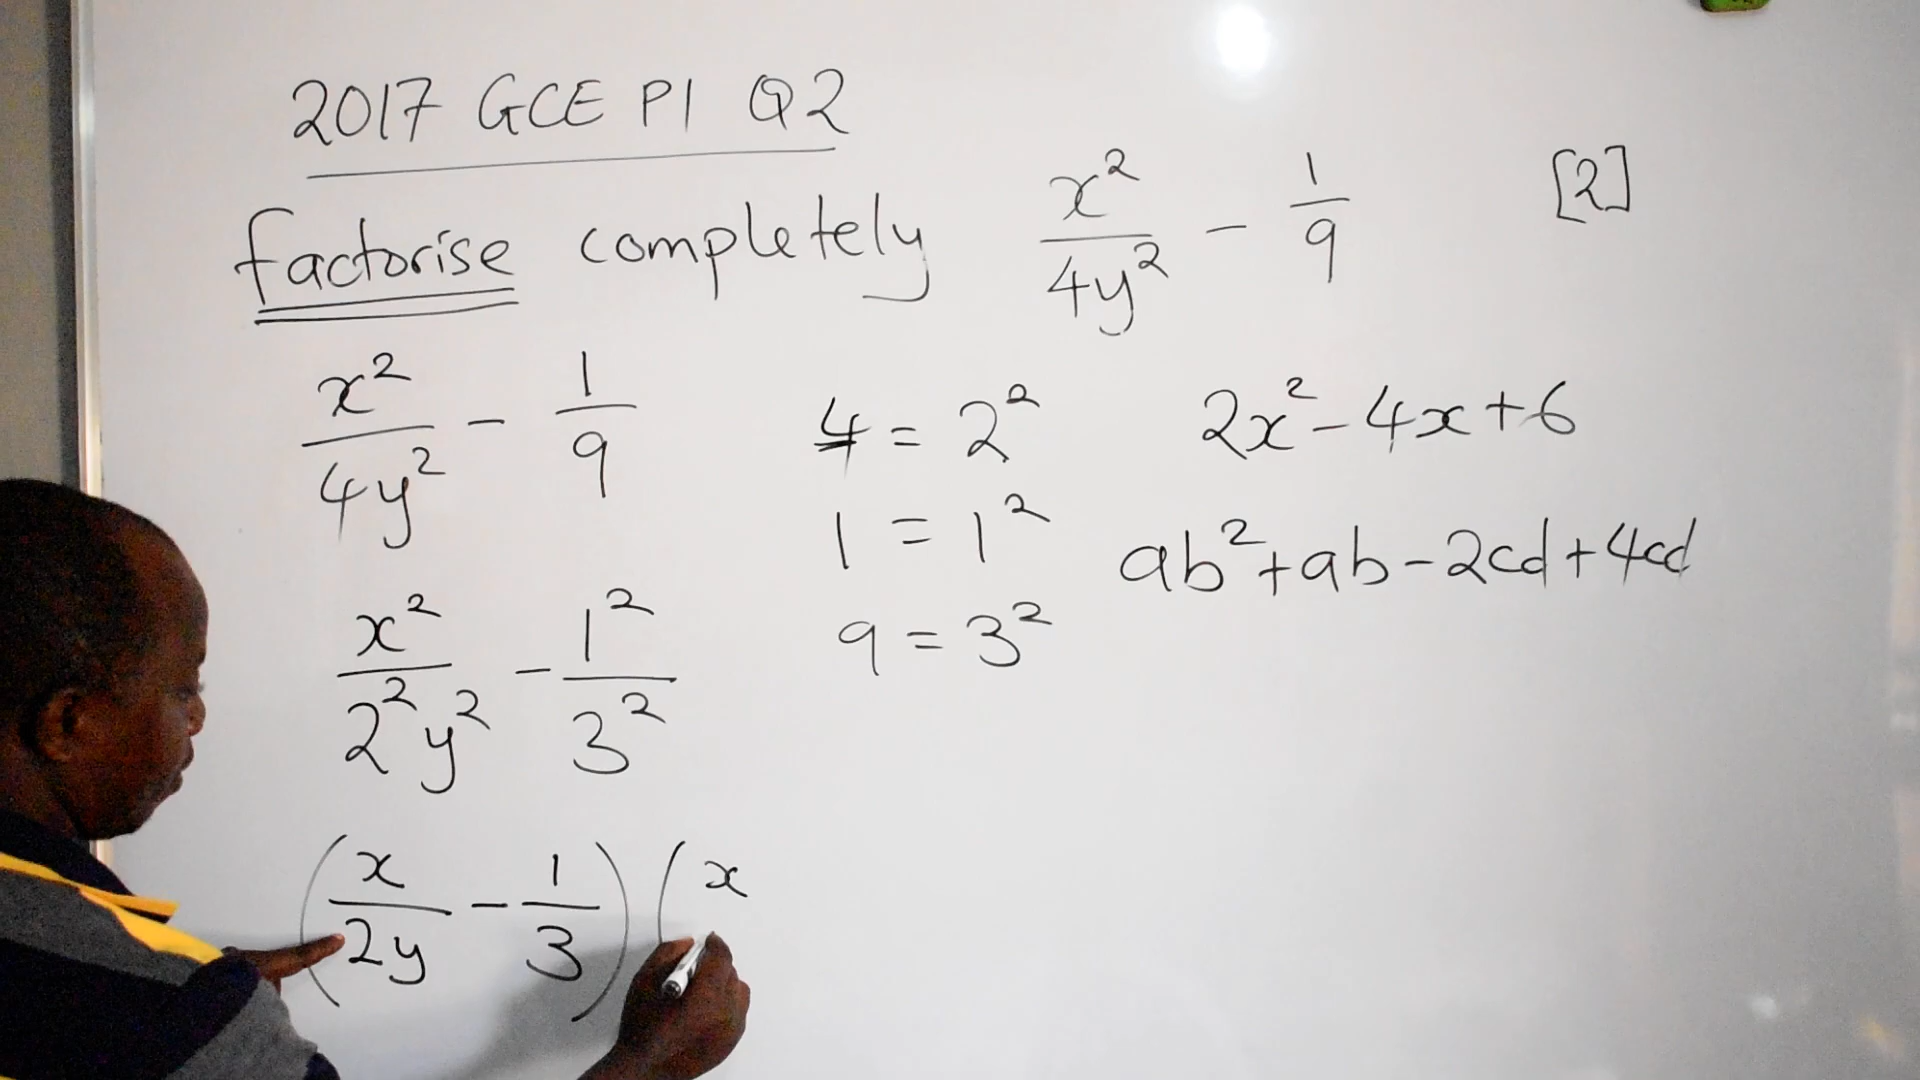 2017 GCE P1 Q2
factorise completely x²/4y² - 1/9 [2]
x²/4y² - 1/9
4 = 2²
2x² - 4x + 6
1 = 1²
ab² + ab - 2cd + 4cd
9 = 3²
x²/2²y² - 1²/3²
(x/2y - 1/3)(x